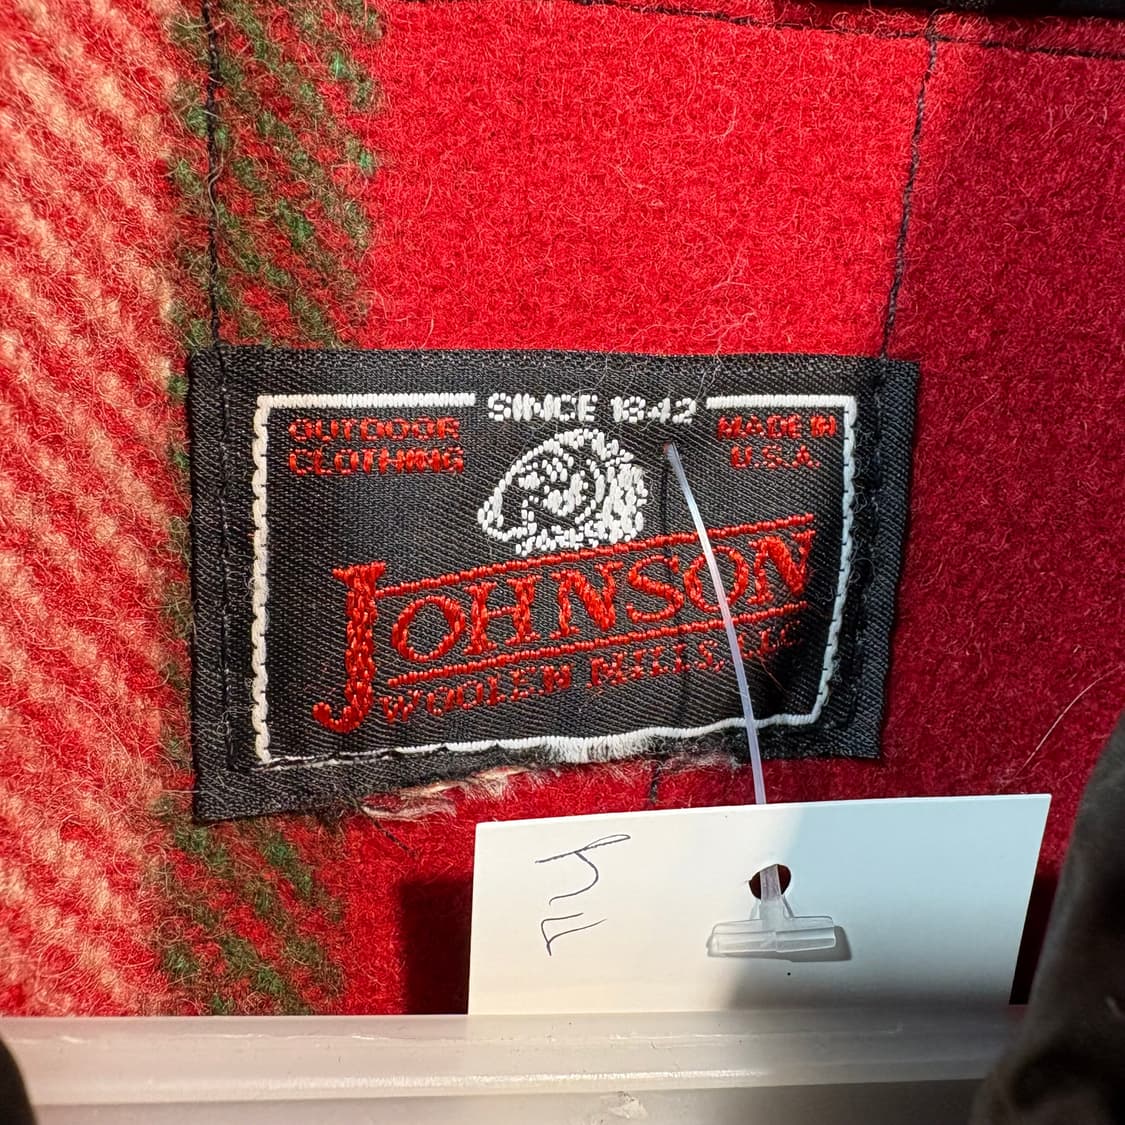 SINCE 1842
OUTDOOR
CLOTHING
MADE IN
U.S.A.
JOHNSON
WOOLEN MILLS, LLC